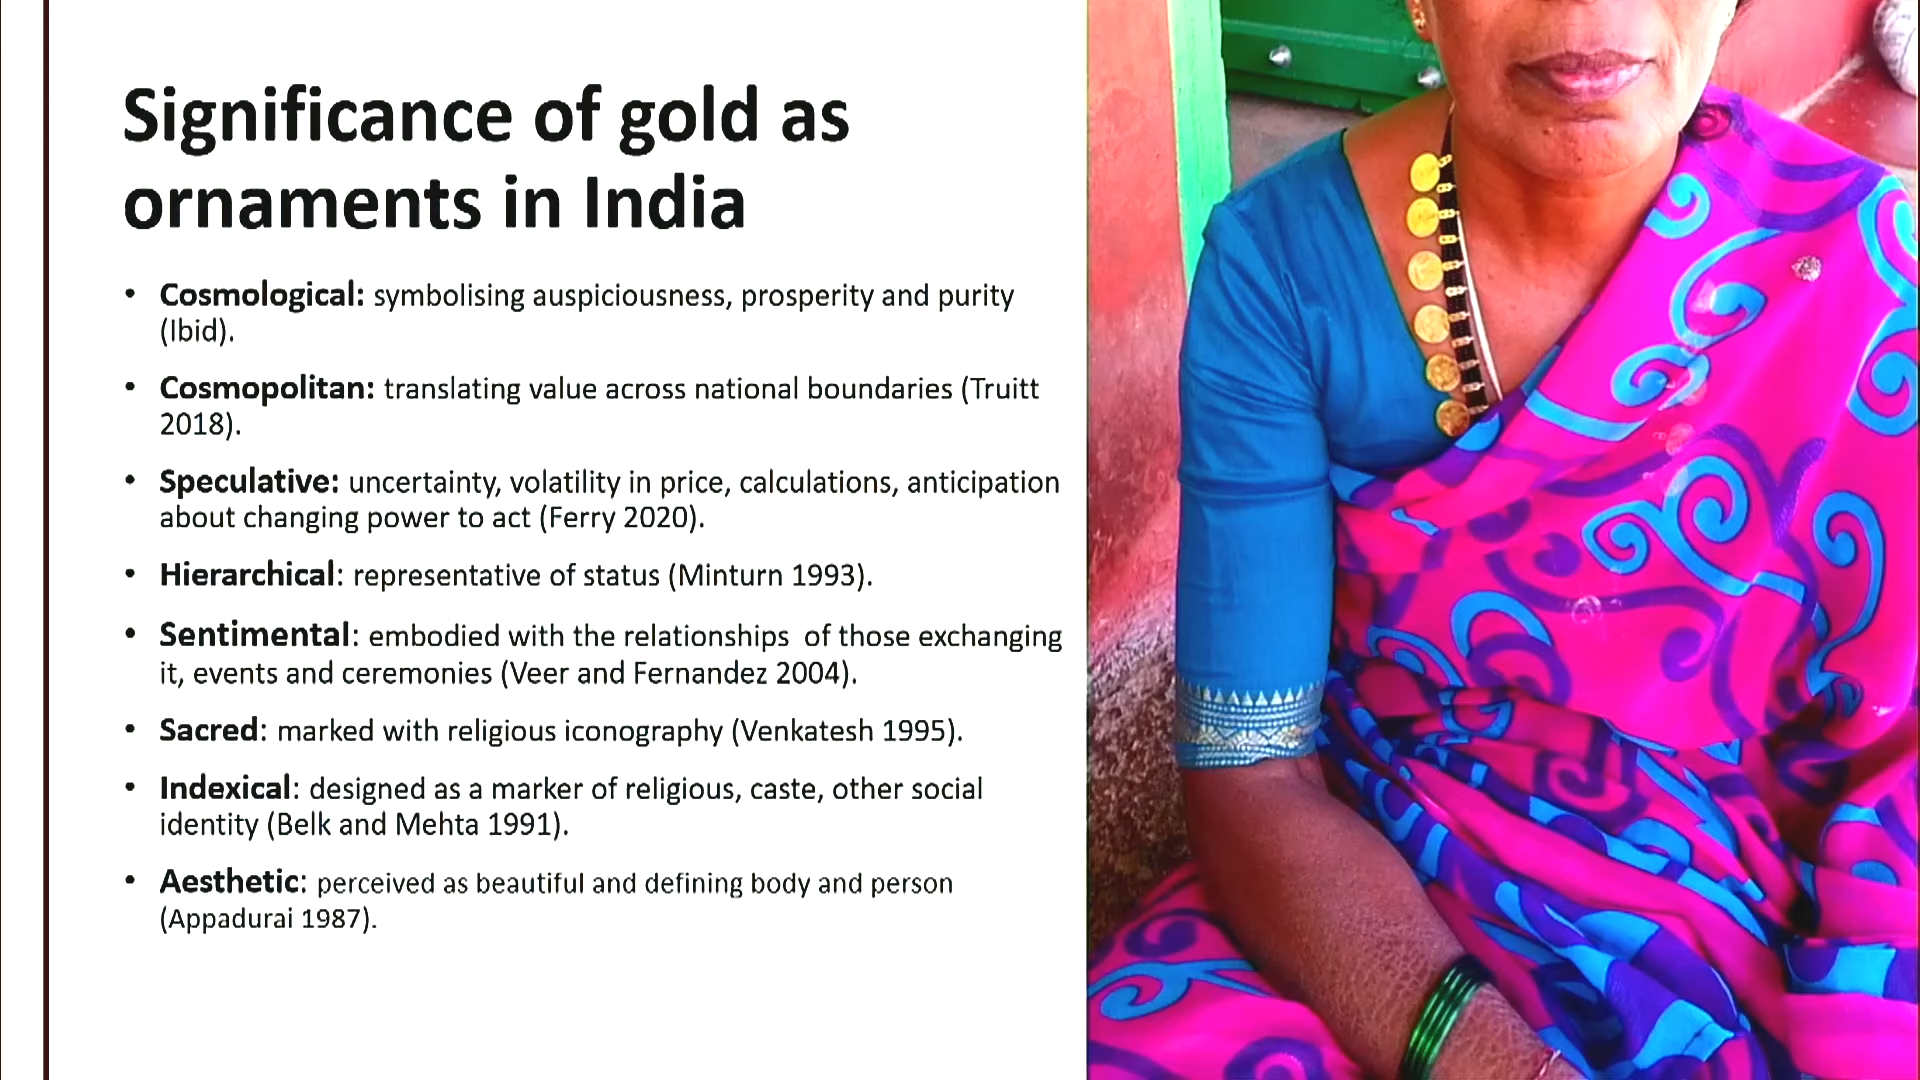 Significance of gold as
ornaments in India
• Cosmological: symbolising auspiciousness, prosperity and purity
(Ibid).
• Cosmopolitan: translating value across national boundaries (Truitt
2018).
• Speculative: uncertainty, volatility in price, calculations, anticipation
about changing power to act (Ferry 2020).
• Hierarchical: representative of status (Minturn 1993).
• Sentimental: embodied with the relationships of those exchanging
it, events and ceremonies (Veer and Fernandez 2004).
• Sacred: marked with religious iconography (Venkatesh 1995).
• Indexical: designed as a marker of religious, caste, other social
identity (Belk and Mehta 1991).
• Aesthetic: perceived as beautiful and defining body and person
(Appadurai 1987).